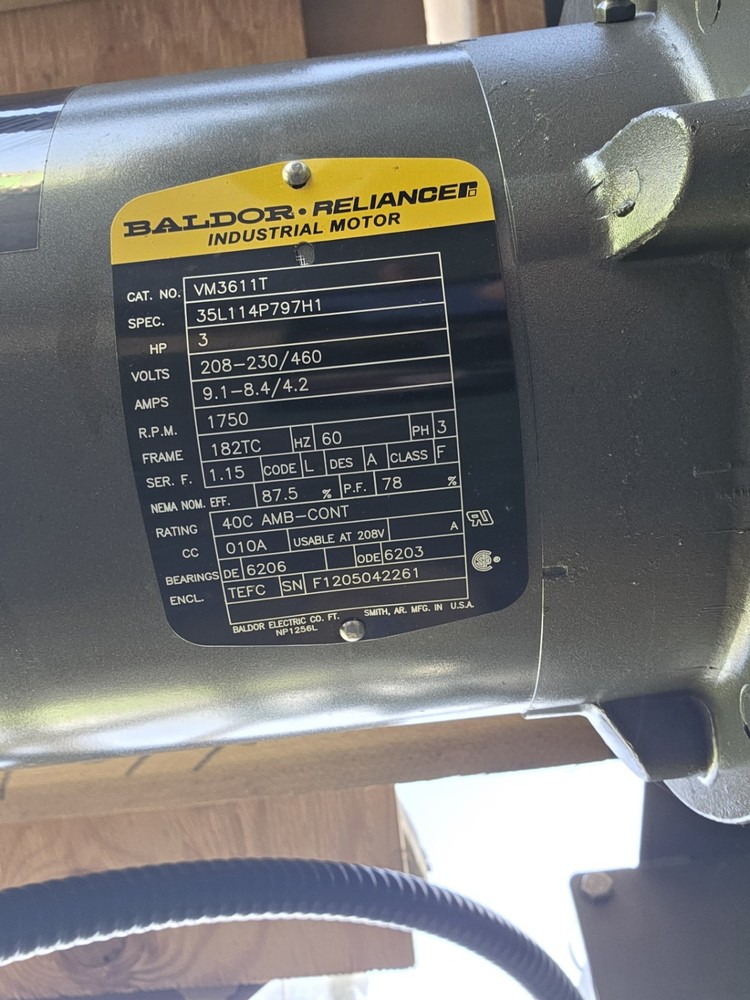 BALDOR • RELIANCER
INDUSTRIAL MOTOR
CAT. NO. VM3611T
SPEC. 35L114P797H1
HP 3
VOLTS 208-230/460
AMPS 9.1-8.4/4.2
R.P.M. 1750
FRAME 182TC HZ 60 PH 3
SER. F. 1.15 CODE L DES A CLASS F
NEMA NOM. EFF. 87.5 % P.F. 78 %
RATING 40C AMB-CONT
CC 010A USABLE AT 208V A
BEARINGS DE 6206 ODE 6203
ENCL. TEFC SN F1205042261
BALDOR ELECTRIC CO. FT. SMITH, AR. MFG. IN U.S.A.
NP1256L